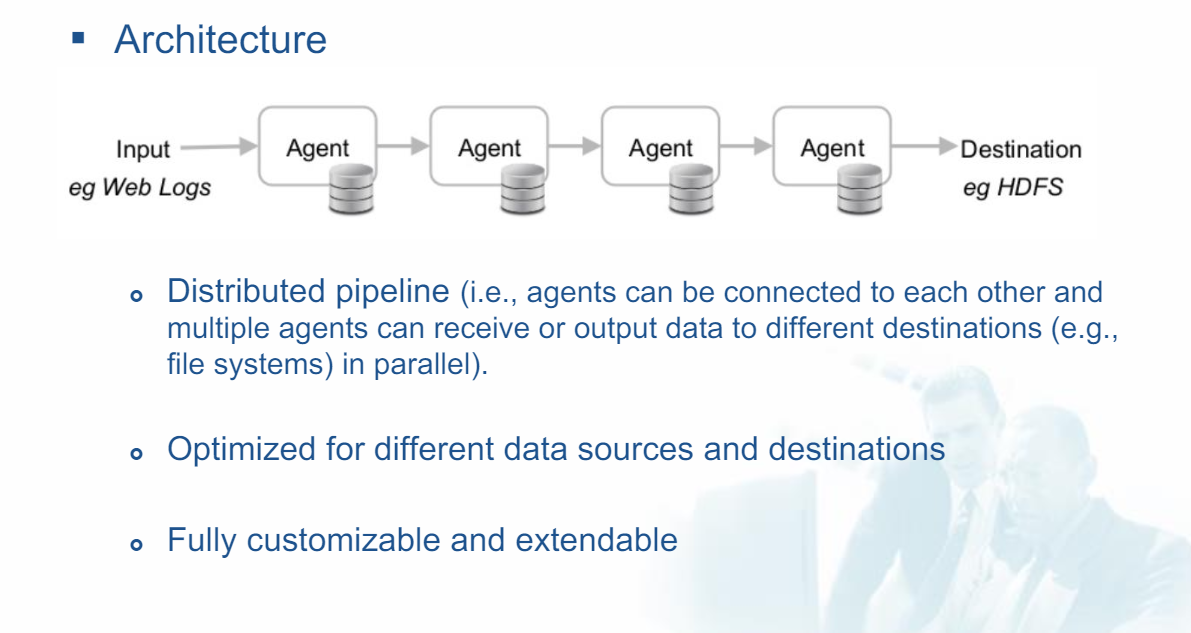 Architecture
Input
eg Web Logs
Agent
Agent
Agent
Agent
Destination
eg HDFS
Distributed pipeline (i.e., agents can be connected to each other and
multiple agents can receive or output data to different destinations (e.g.,
file systems) in parallel).
Optimized for different data sources and destinations
Fully customizable and extendable